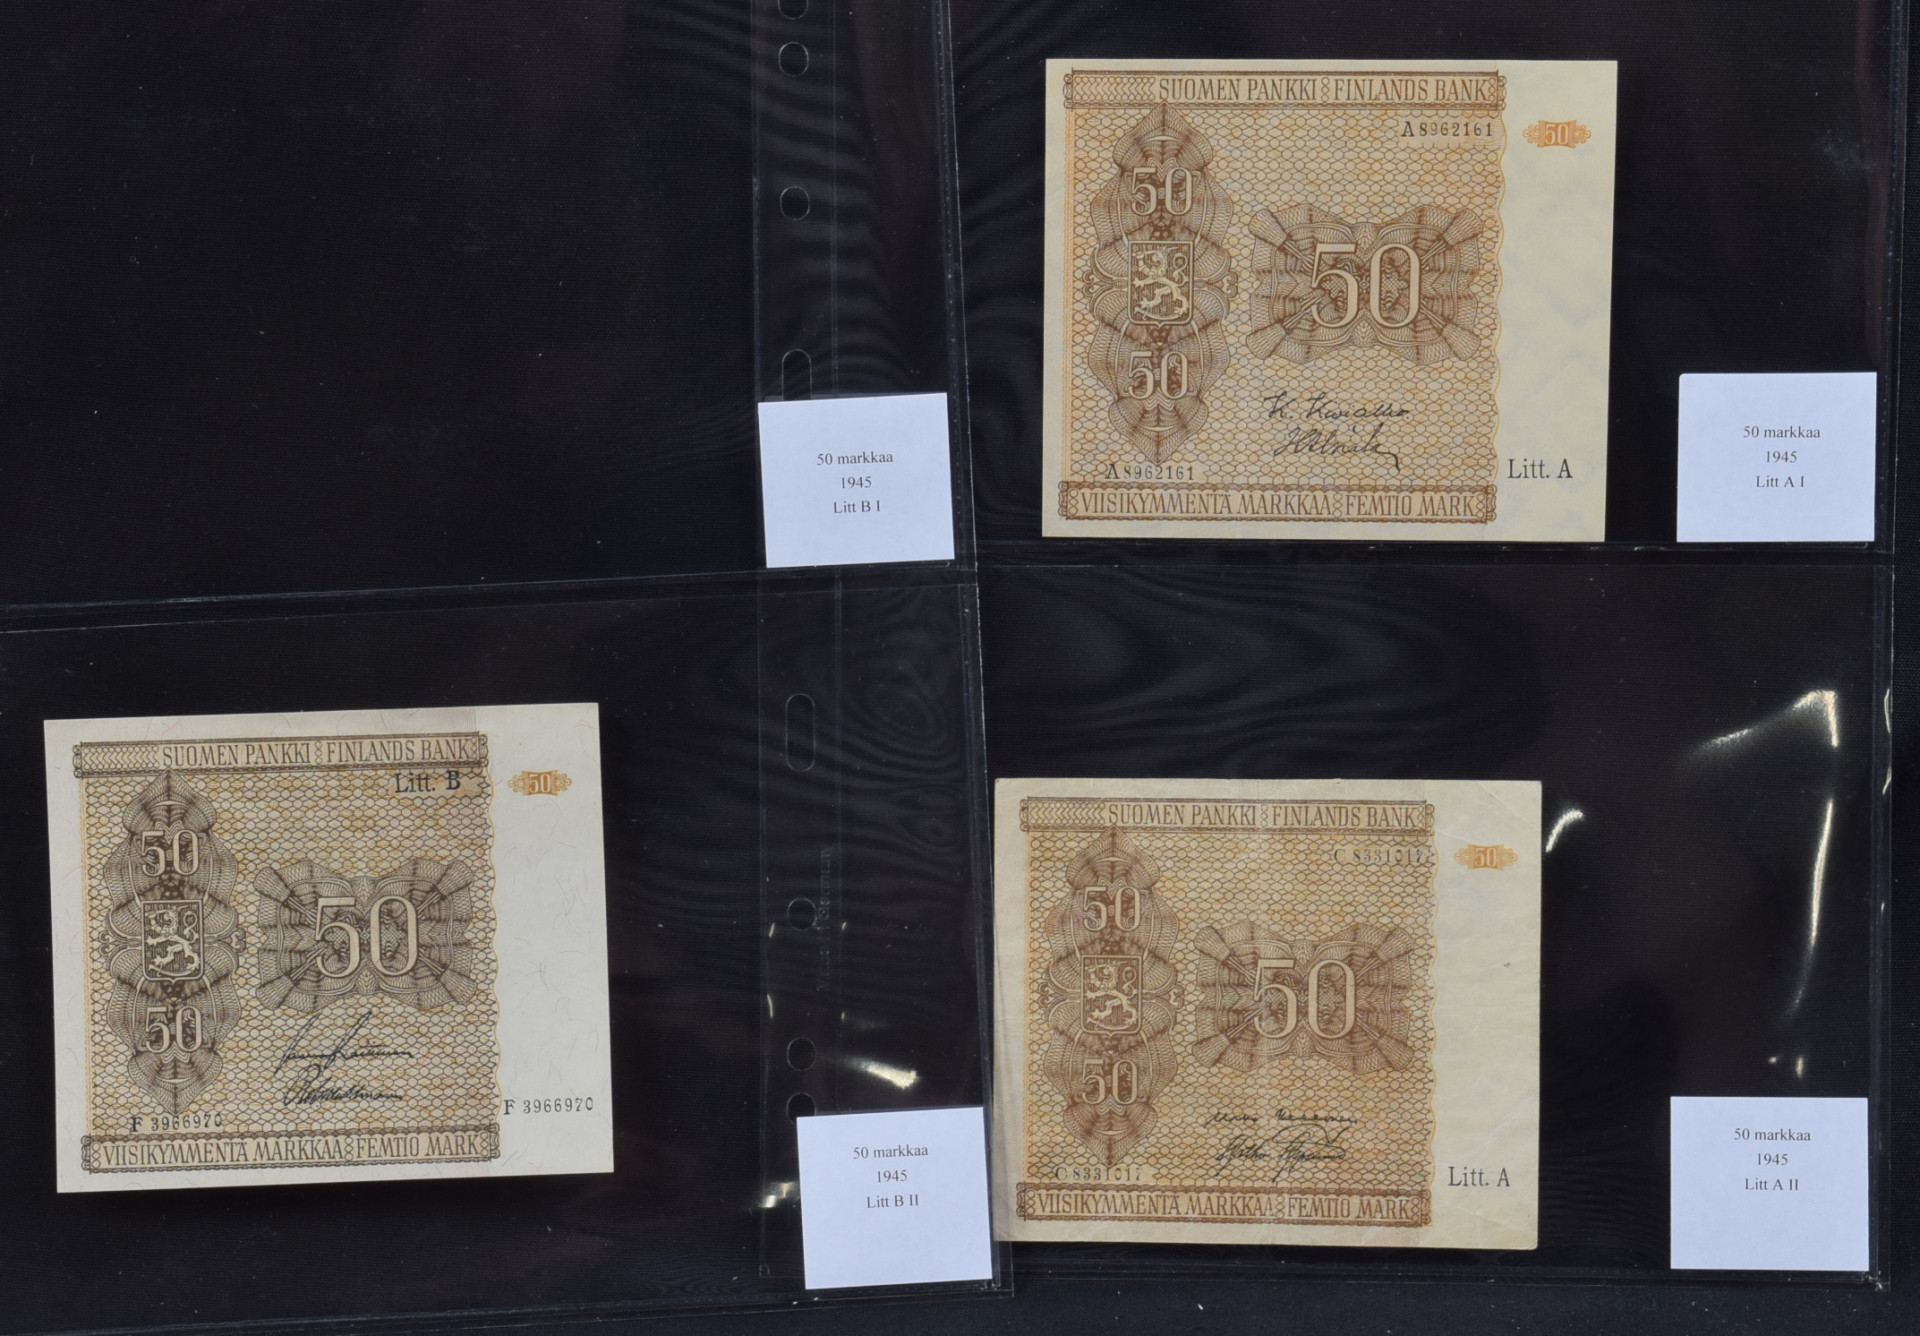 50 markkaa
1945
Litt B I
SUOMEN PANKKI FINLANDS BANK
A8962161
50
50
50
50
A8962161
Litt. A
VIISIKYMMENTÄ MARKKAA FEMTIO MARK
50 markkaa
1945
Litt A I
SUOMEN PANKKI FINLANDS BANK
Litt. B
50
50
50
50
F 3966970
F 3966970
VIISIKYMMENTÄ MARKKAA FEMTIO MARK
50 markkaa
1945
Litt B II
SUOMEN PANKKI FINLANDS BANK
C 8331017
50
50
50
50
C 8331017
Litt. A
VIISIKYMMENTÄ MARKKAA FEMTIO MARK
50 markkaa
1945
Litt A II